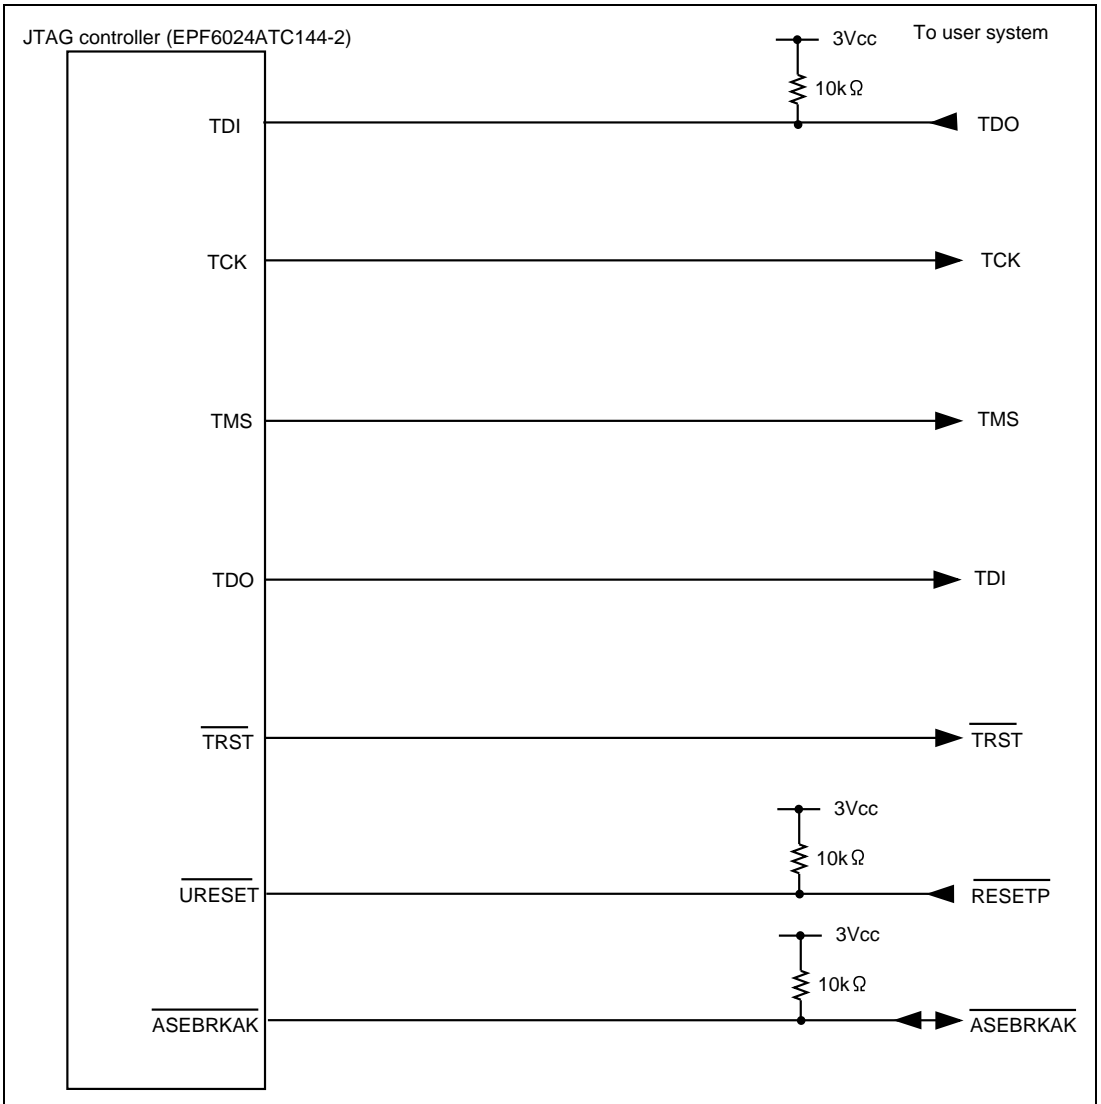 JTAG controller (EPF6024ATC144-2)
3Vcc
To user system
10kΩ
TDI
TDO
TCK
TCK
TMS
TMS
TDO
TDI
TRST
TRST
3Vcc
10kΩ
URESET
RESETP
3Vcc
10kΩ
ASEBRKAK
ASEBRKAK